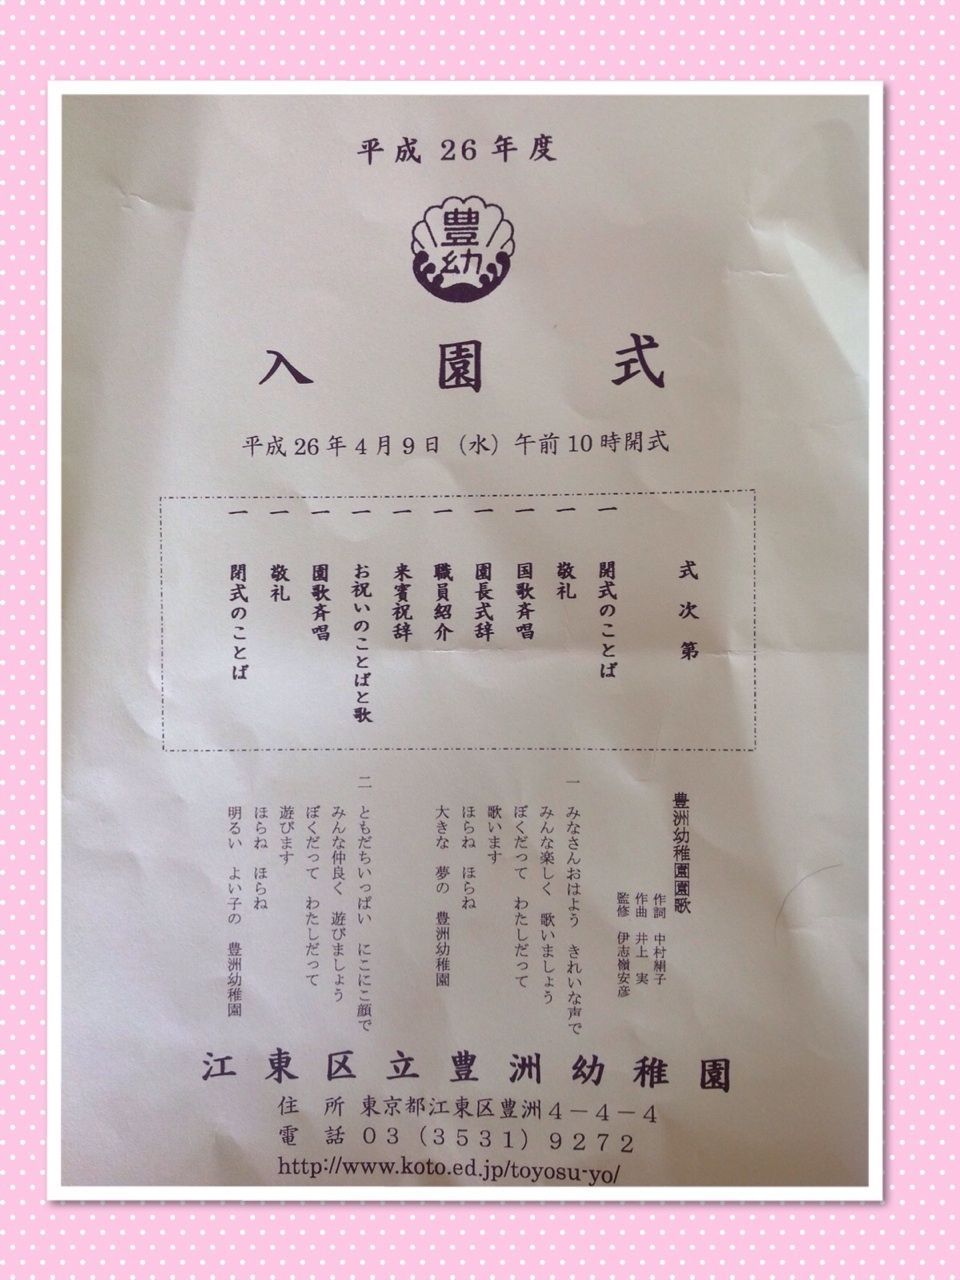 平成 26 年度
豊幼
入園式
平成 26 年 4 月 9 日（水）午前 10 時開式
式次第
一 開式のことば
一 敬礼
一 国歌斉唱
一 園長式辞
一 職員紹介
一 来賓祝辞
一 お祝いのことばと歌
一 園歌斉唱
一 敬礼
一 閉式のことば
豊洲幼稚園園歌
作詞 中村絹子
作曲 井上 実
監修 伊志嶺安彦
一 みなさんおはよう きれいな声で
みんな楽しく 歌いましょう
ぼくだって わたしだって
歌います
ほらね ほらね
大きな 夢の 豊洲幼稚園
二 ともだちいっぱい にこにこ顔で
みんな仲良く 遊びましょう
ぼくだって わたしだって
遊びます
ほらね ほらね
明るい よい子の 豊洲幼稚園
江東区立豊洲幼稚園
住 所 東京都江東区豊洲４－４－４
電 話 ０３（３５３１）９２７２
http://www.koto.ed.jp/toyosu-yo/